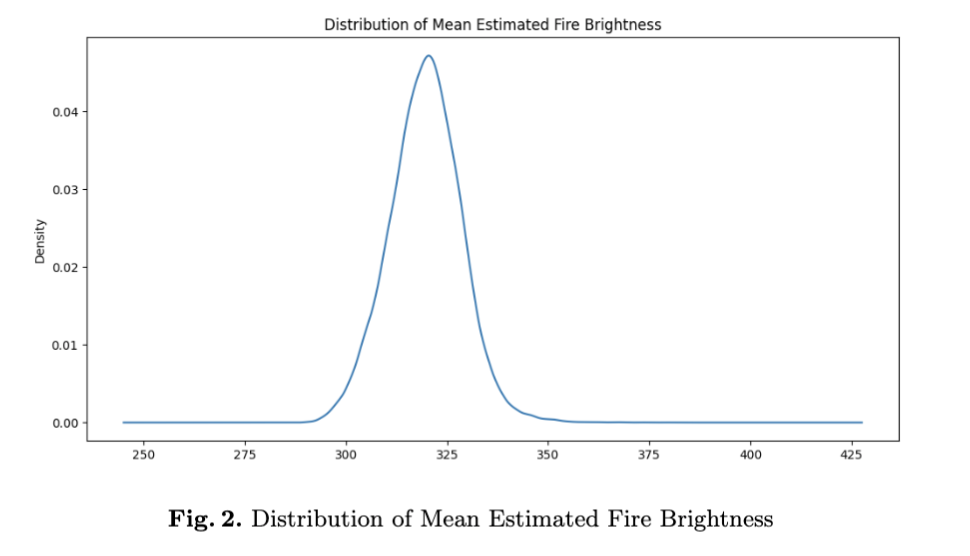 Distribution of Mean Estimated Fire Brightness
0.04
0.03
0.02
0.01
0.00
Density
250 275 300 325 350 375 400 425
Fig. 2. Distribution of Mean Estimated Fire Brightness